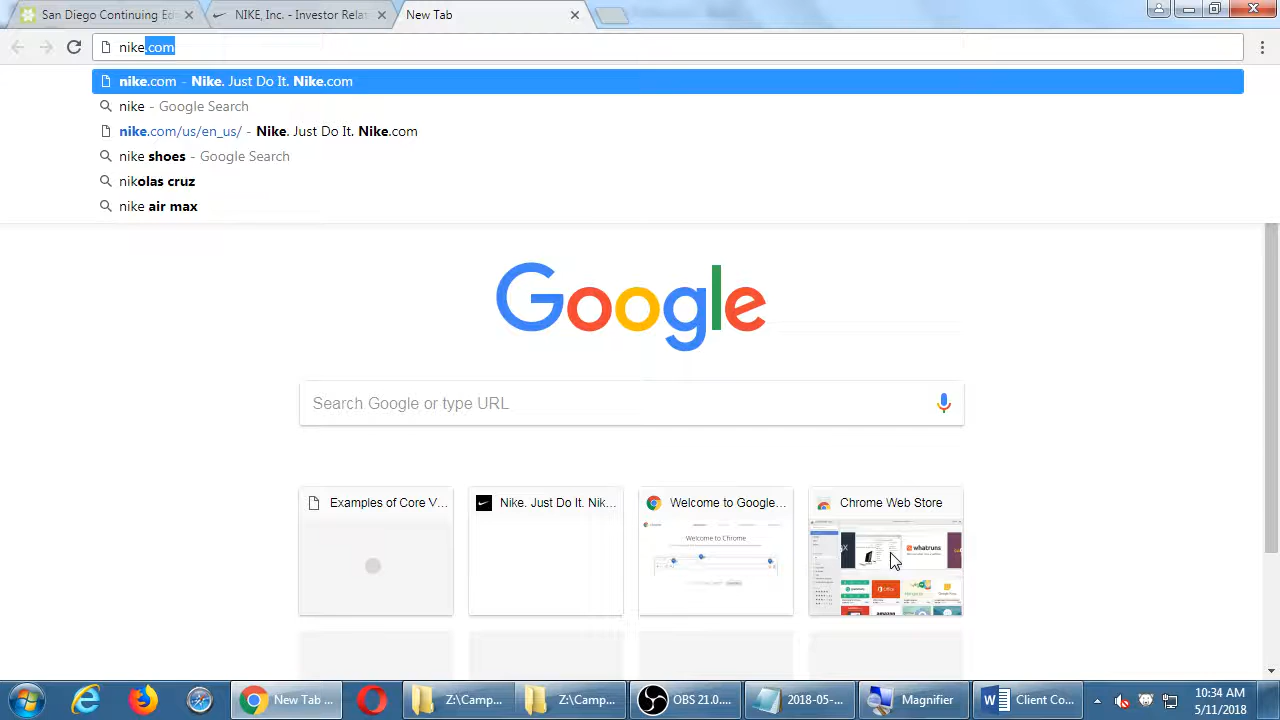 San Diego Continuing Ed
NIKE, Inc. - Investor Relat
New Tab
nike.com
nike.com - Nike. Just Do It. Nike.com
nike - Google Search
nike.com/us/en_us/ - Nike. Just Do It. Nike.com
nike shoes - Google Search
nikolas cruz
nike air max
Google
Search Google or type URL
Examples of Core V...
Nike. Just Do It. Nik...
Welcome to Google...
Chrome Web Store
Welcome to Chrome
whatruns
Office
amazon
New Tab ...
Z:\Camp...
Z:\Camp...
OBS 21.0....
2018-05-...
Magnifier
Client Co...
10:34 AM
5/11/2018